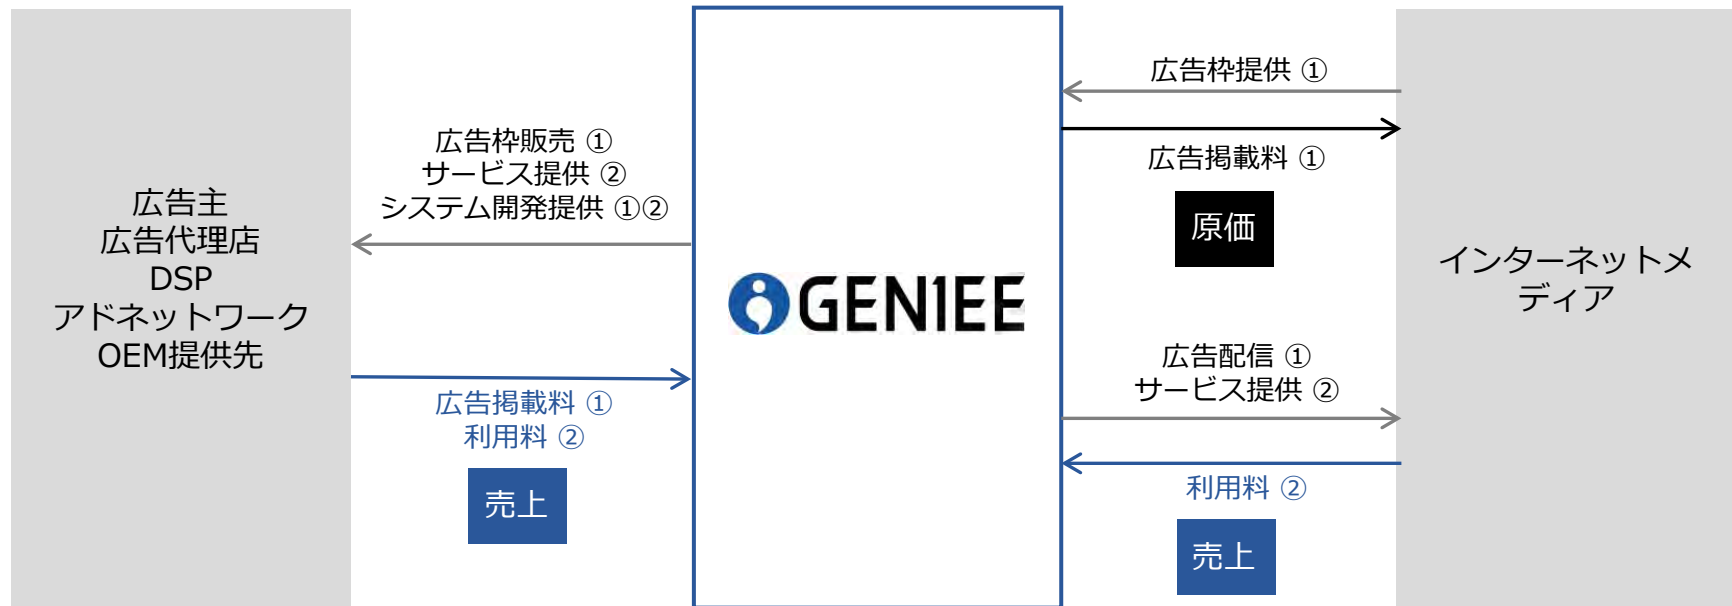 広告主
広告代理店
DSP
アドネットワーク
OEM提供先
広告枠販売 ①
サービス提供 ②
システム開発提供 ①②
広告掲載料 ①
利用料 ②
売上
GENIEE
広告枠提供 ①
広告掲載料 ①
原価
広告配信 ①
サービス提供 ②
利用料 ②
売上
インターネットメ
ディア